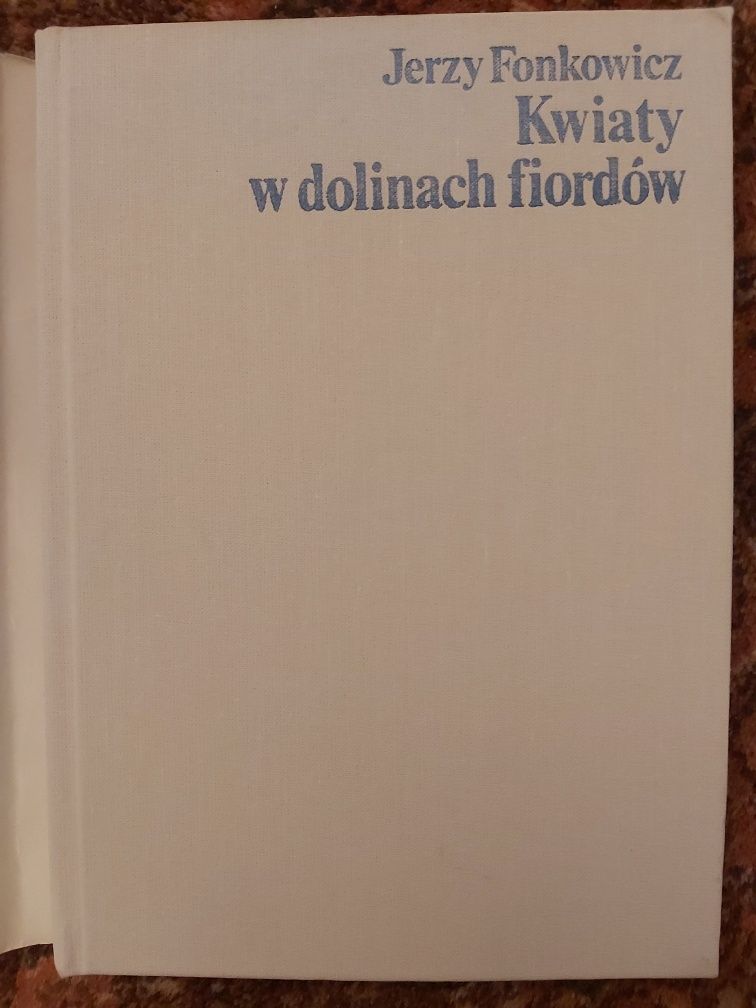 Jerzy Fonkowicz
Kwiaty
w dolinach fiordów